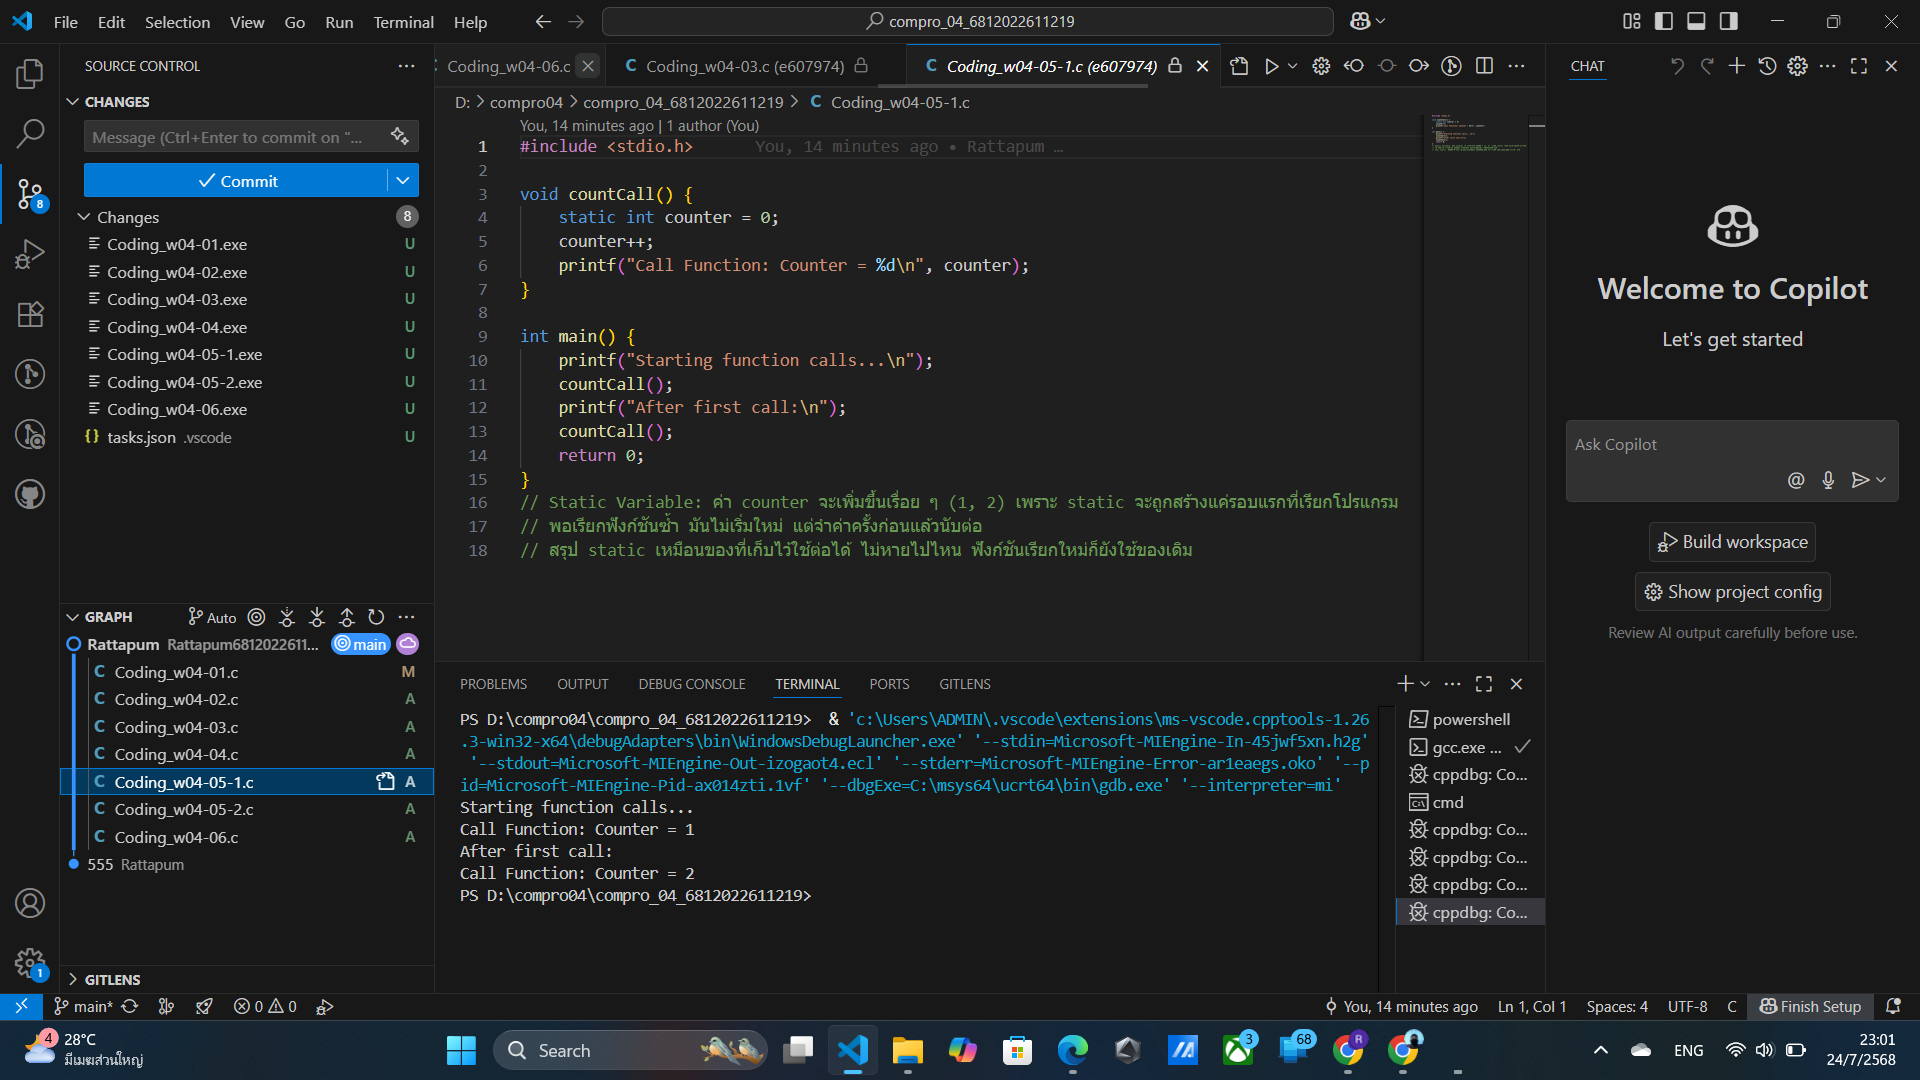 File Edit Selection View Go Run Terminal Help
compro_04_6812022611219
SOURCE CONTROL
CHANGES
Message (Ctrl+Enter to commit on "...
Commit
Changes 8
Coding_w04-01.exe U
Coding_w04-02.exe U
Coding_w04-03.exe U
Coding_w04-04.exe U
Coding_w04-05-1.exe U
Coding_w04-05-2.exe U
Coding_w04-06.exe U
{} tasks.json .vscode U
GRAPH Auto
Rattapum Rattapum6812022611... main
C Coding_w04-01.c M
C Coding_w04-02.c A
C Coding_w04-03.c A
C Coding_w04-04.c A
C Coding_w04-05-1.c A
C Coding_w04-05-2.c A
C Coding_w04-06.c A
555 Rattapum
GITLENS
8
1
Coding_w04-06.c
C Coding_w04-03.c (e607974)
C Coding_w04-05-1.c (e607974)
D: > compro04 > compro_04_6812022611219 > C Coding_w04-05-1.c
You, 14 minutes ago | 1 author (You)
1 #include <stdio.h> You, 14 minutes ago • Rattapum …
2
3 void countCall() {
4 static int counter = 0;
5 counter++;
6 printf("Call Function: Counter = %d\n", counter);
7 }
8
9 int main() {
10 printf("Starting function calls...\n");
11 countCall();
12 printf("After first call:\n");
13 countCall();
14 return 0;
15 }
16 // Static Variable: ค่า counter จะเพิ่มขึ้นเรื่อย ๆ (1, 2) เพราะ static จะถูกสร้างแค่รอบแรกที่เรียกโปรแกรม
17 // พอเรียกฟังก์ชันซ้ำ มันไม่เริ่มใหม่ แต่จำค่าครั้งก่อนแล้วนับต่อ
18 // สรุป static เหมือนของที่เก็บไว้ใช้ต่อได้ ไม่หายไปไหน ฟังก์ชันเรียกใหม่ก็ยังใช้ของเดิม
PROBLEMS OUTPUT DEBUG CONSOLE TERMINAL PORTS GITLENS
PS D:\compro04\compro_04_6812022611219> & 'c:\Users\ADMIN\.vscode\extensions\ms-vscode.cpptools-1.26
.3-win32-x64\debugAdapters\bin\WindowsDebugLauncher.exe' '--stdin=Microsoft-MIEngine-In-45jwf5xn.h2g'
'--stdout=Microsoft-MIEngine-Out-izogaot4.ecl' '--stderr=Microsoft-MIEngine-Error-ar1eaegs.oko' '--p
id=Microsoft-MIEngine-Pid-ax014zti.1vf' '--dbgExe=C:\msys64\ucrt64\bin\gdb.exe' '--interpreter=mi'
Starting function calls...
Call Function: Counter = 1
After first call:
Call Function: Counter = 2
PS D:\compro04\compro_04_6812022611219>
powershell
gcc.exe ...
cppdbg: Co...
cmd
cppdbg: Co...
cppdbg: Co...
cppdbg: Co...
cppdbg: Co...
CHAT
Welcome to Copilot
Let's get started
Ask Copilot
Build workspace
Show project config
Review AI output carefully before use.
main* 0 0
You, 14 minutes ago Ln 1, Col 1 Spaces: 4 UTF-8 C Finish Setup
4 28°C
มีเมฆส่วนใหญ่
Search
3 68 R
ENG
23:01
24/7/2568